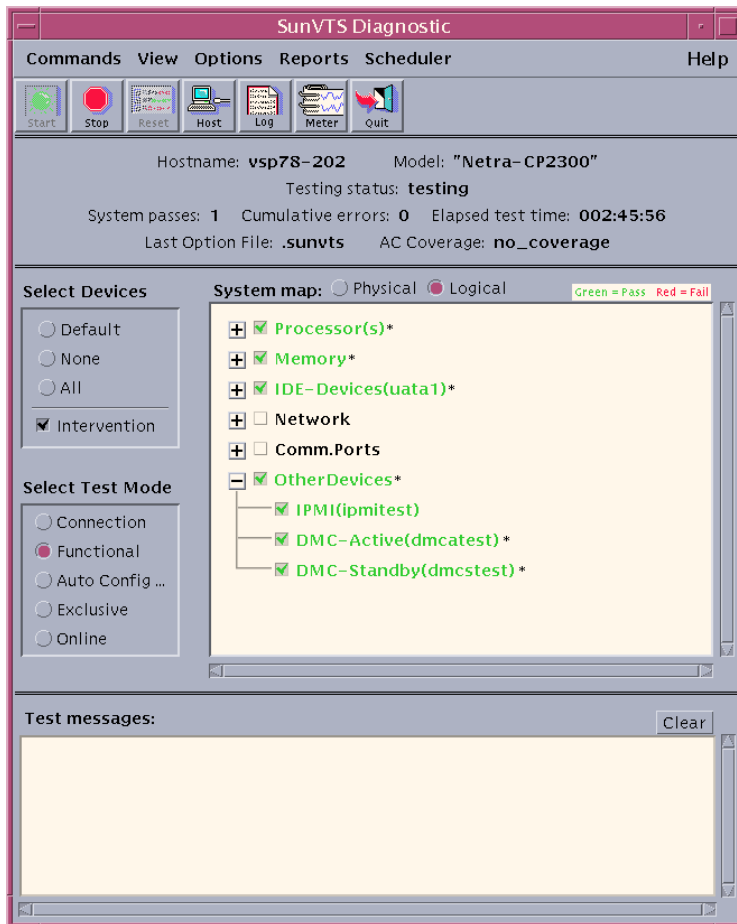 SunVTS Diagnostic
Commands View Options Reports Scheduler Help
Start Stop Reset Host Log Meter Quit
Hostname: vsp78-202 Model: "Netra-CP2300"
Testing status: testing
System passes: 1 Cumulative errors: 0 Elapsed test time: 002:45:56
Last Option File: .sunvts AC Coverage: no_coverage
Select Devices
Default
None
All
Intervention
Select Test Mode
Connection
Functional
Auto Config ...
Exclusive
Online
System map: Physical Logical Green = Pass Red = Fail
Processor(s)*
Memory*
IDE-Devices(uata1)*
Network
Comm.Ports
OtherDevices*
IPMI(ipmitest)
DMC-Active(dmcatest)*
DMC-Standby(dmcstest)*
Test messages: Clear